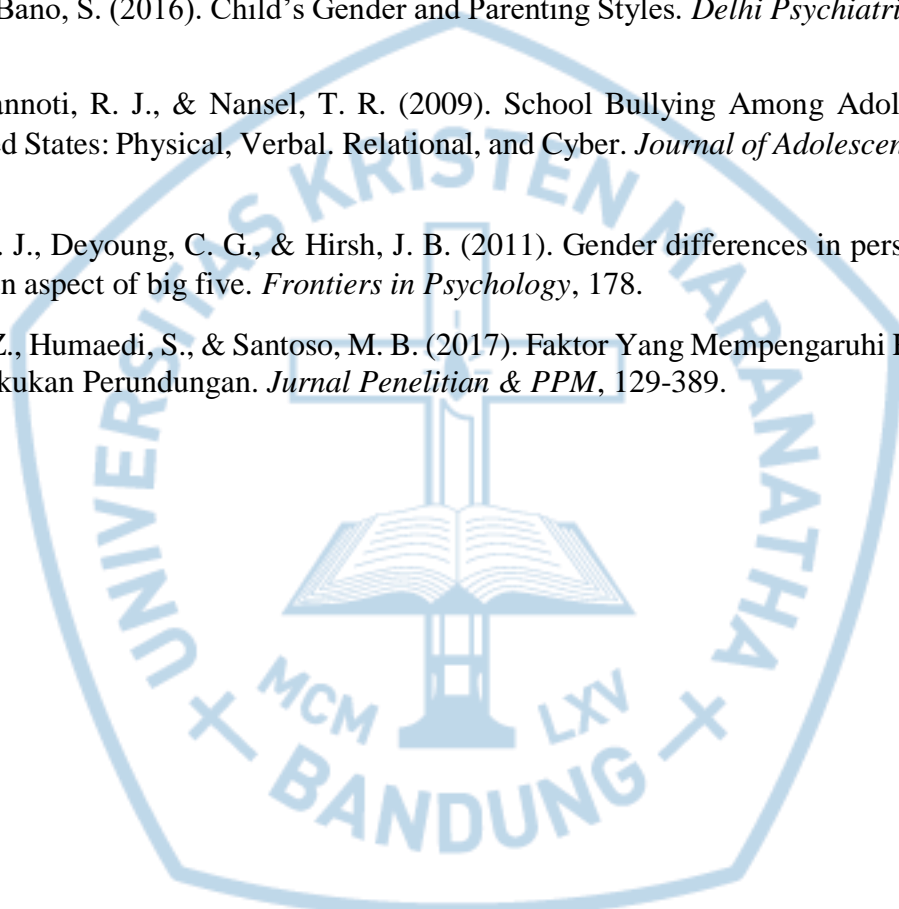 Bano, S. (2016). Child’s Gender and Parenting Styles. Delhi Psychiatri
annoti, R. J., & Nansel, T. R. (2009). School Bullying Among Adol
ed States: Physical, Verbal. Relational, and Cyber. Journal of Adolescen
. J., Deyoung, C. G., & Hirsh, J. B. (2011). Gender differences in pers
n aspect of big five. Frontiers in Psychology, 178.
Z., Humaedi, S., & Santoso, M. B. (2017). Faktor Yang Mempengaruhi
kukan Perundungan. Jurnal Penelitian & PPM, 129-389.
UNIVERSITAS KRISTEN MARANATHA
MCM LXV
BANDUNG